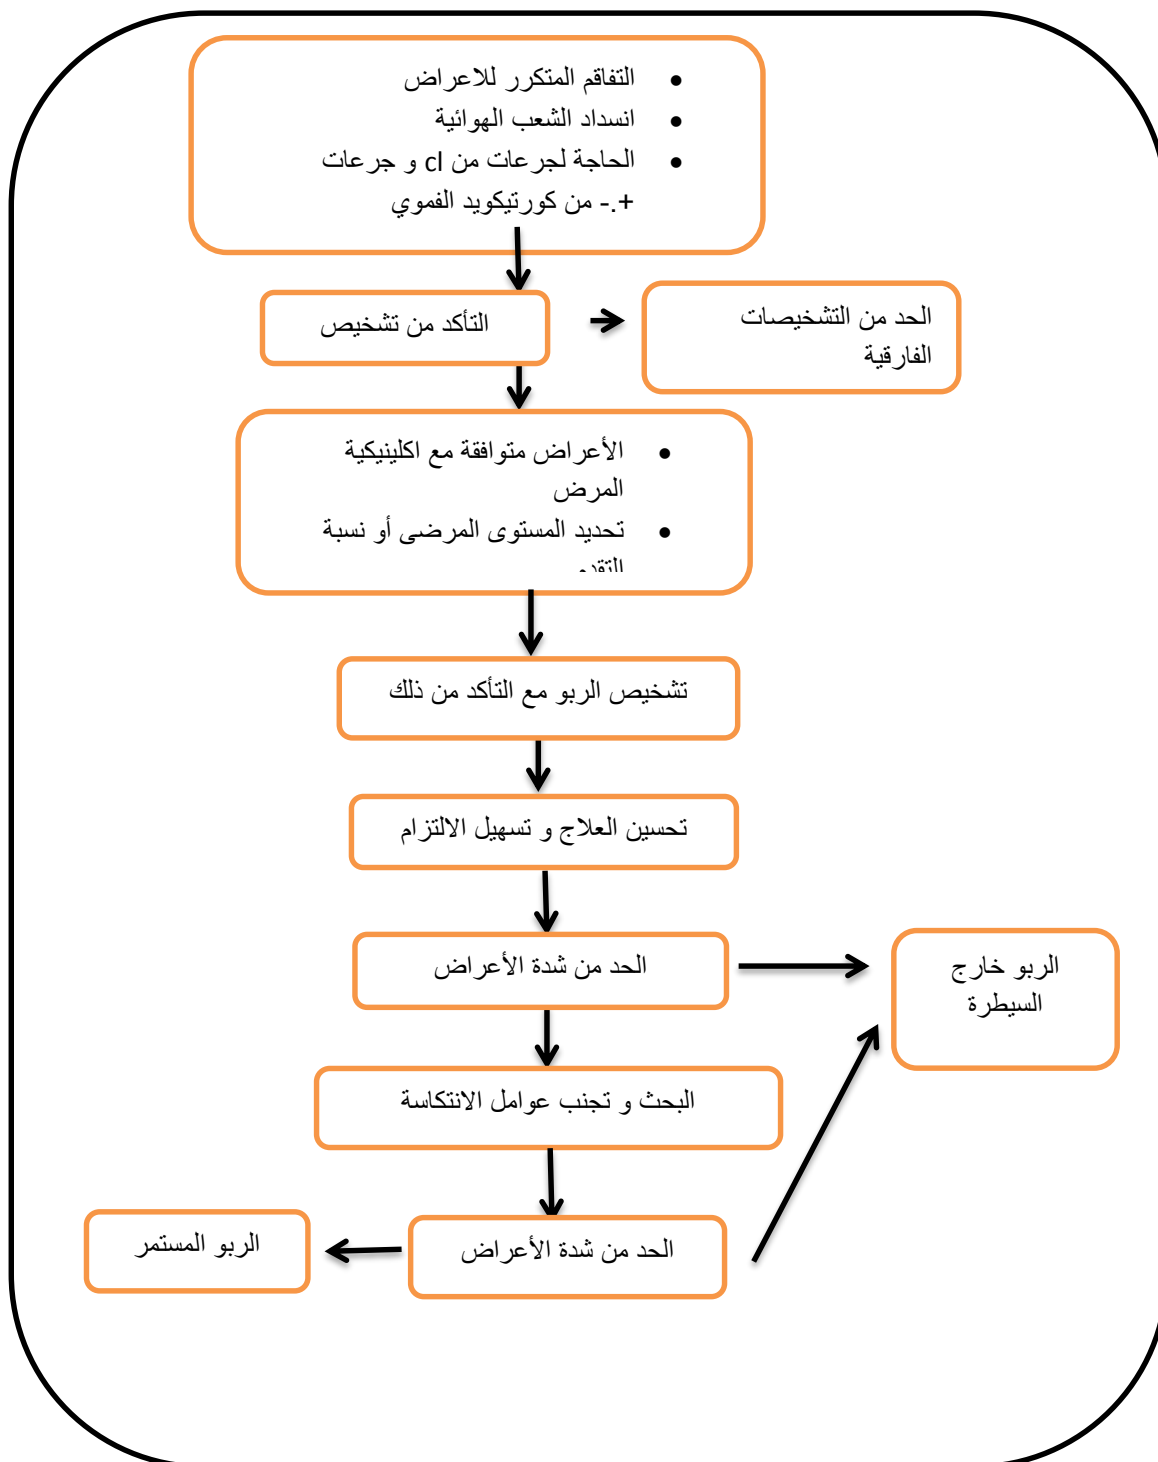 • التفاقم المتكرر للاعراض
• انسداد الشعب الهوائية
• الحاجة لجرعات من cl و جرعات
+.- من كورتيكويد الفموي
التأكد من تشخيص
الحد من التشخيصات
الفارقية
• الأعراض متوافقة مع اكلينيكية
المرض
• تحديد المستوى المرضى أو نسبة
تشخيص الربو مع التأكد من ذلك
تحسين العلاج و تسهيل الالتزام
الحد من شدة الأعراض
الربو خارج
السيطرة
البحث و تجنب عوامل الانتكاسة
الحد من شدة الأعراض
الربو المستمر